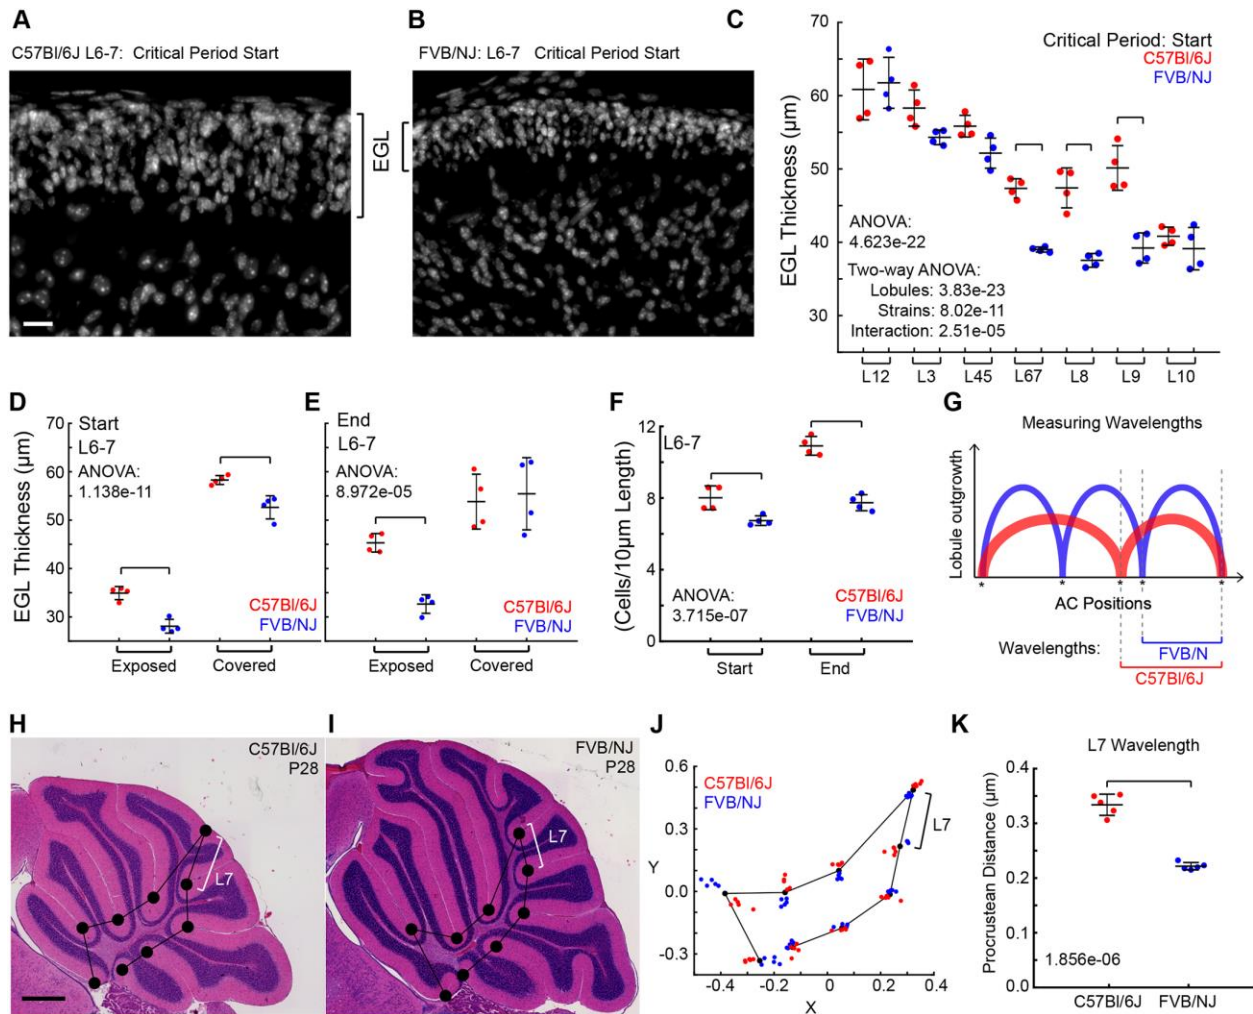 A
C57Bl/6J L6-7: Critical Period Start
EGL
B
FVB/NJ: L6-7 Critical Period Start
C
70
60
50
40
30
EGL Thickness (µm)
Critical Period: Start
C57Bl/6J
FVB/NJ
ANOVA:
4.623e-22
Two-way ANOVA:
Lobules: 3.83e-23
Strains: 8.02e-11
Interaction: 2.51e-05
L12 L3 L45 L67 L8 L9 L10
D
70
60
50
40
30
EGL Thickness (µm)
Start
L6-7
ANOVA:
1.138e-11
C57Bl/6J
FVB/NJ
Exposed Covered
E
End
L6-7
ANOVA:
8.972e-05
C57Bl/6J
FVB/NJ
Exposed Covered
F
12
8
4
0
(Cells/10µm Length)
L6-7
ANOVA:
3.715e-07
C57Bl/6J
FVB/NJ
Start End
G
Measuring Wavelengths
Lobule outgrowth
* * * * *
AC Positions
Wavelengths:
FVB/N
C57Bl/6J
H
C57Bl/6J
P28
L7
I
FVB/NJ
P28
L7
J
C57Bl/6J
FVB/NJ
0.6
0.3
0.0
-0.3
Y
L7
-0.4 -0.2 0.0 0.2 0.4
X
K
L7 Wavelength
0.4
0.3
0.2
0.1
0
Procrustean Distance (µm)
1.856e-06
C57Bl/6J FVB/NJ